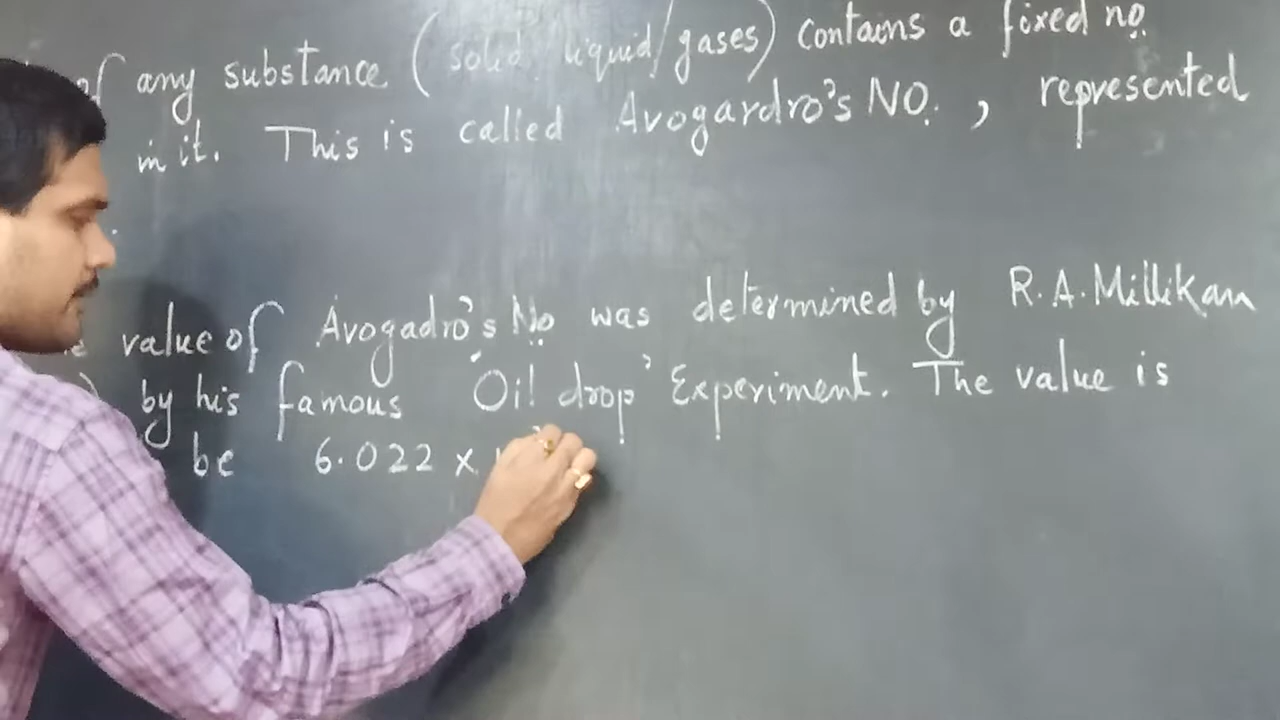 of any substance (solid liquid/gases) contains a fixed no.
in it. This is called Avogardro's NO. , represented
value of Avogadro's No. was determined by R.A.Millikan
) by his famous 'Oil drop' Experiment. The value is
be 6.022 x